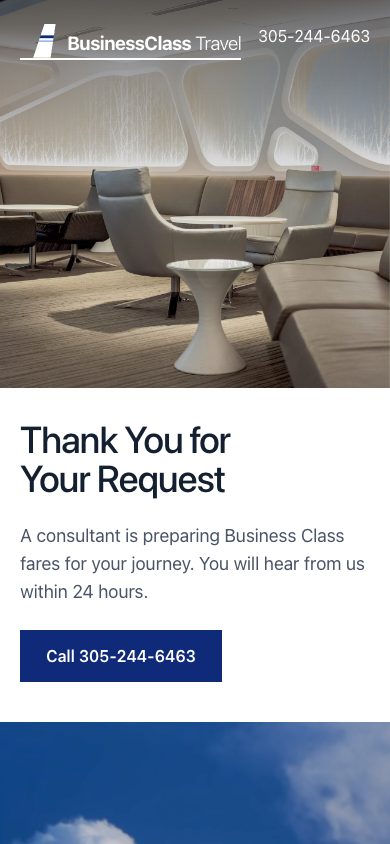 BusinessClass Travel
305-244-6463
Thank You for
Your Request
A consultant is preparing Business Class
fares for your journey. You will hear from us
within 24 hours.
Call 305-244-6463